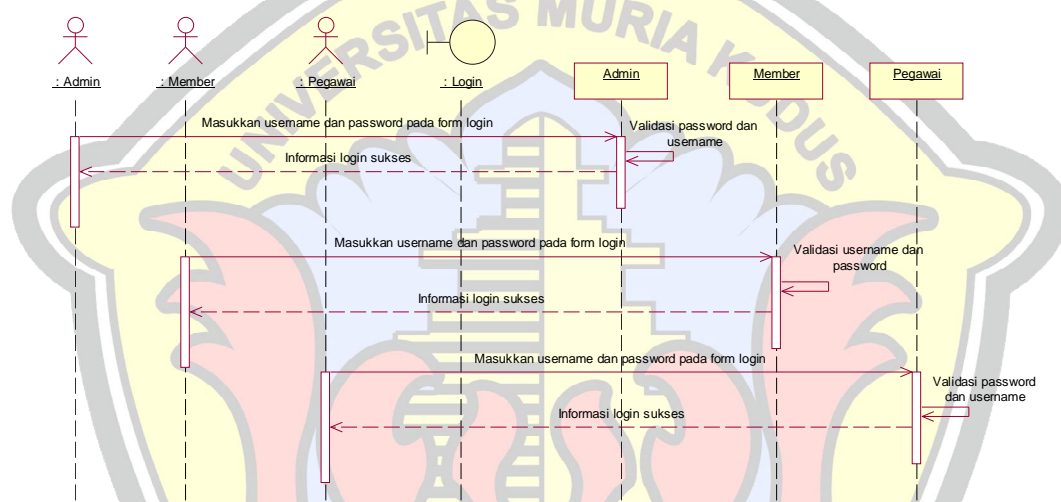 UNIVERSITAS MURIA KUDUS
: Admin
: Member
: Pegawai
: Login
Admin
Member
Pegawai
Masukkan username dan password pada form login
Validasi password dan
username
Informasi login sukses
Masukkan username dan password pada form login
Validasi username dan
password
Informasi login sukses
Masukkan username dan password pada form login
Validasi password
dan username
Informasi login sukses